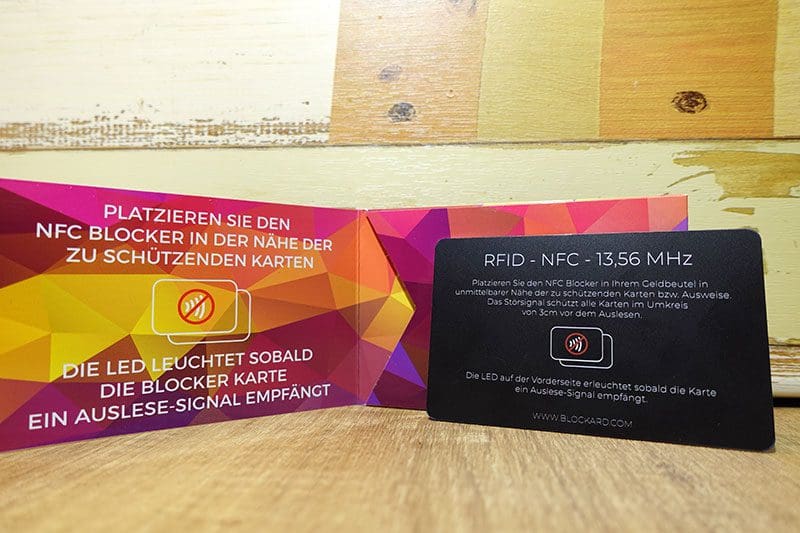 PLATZIEREN SIE DEN
NFC BLOCKER IN DER NÄHE DER
ZU SCHÜTZENDEN KARTEN
DIE LED LEUCHTET SOBALD
DIE BLOCKER KARTE
EIN AUSLESE-SIGNAL EMPFÄNGT
RFID - NFC - 13,56 MHz
Platzieren Sie den NFC Blocker in Ihrem Geldbeutel in
unmittelbarer Nähe der zu schützenden Karten bzw. Ausweise.
Das Störsignal schützt alle Karten im Umkreis
von 3cm vor dem Auslesen.
Die LED auf der Vorderseite erleuchtet sobald die Karte
ein Auslese-Signal empfängt.
WWW.BLOCKARD.COM